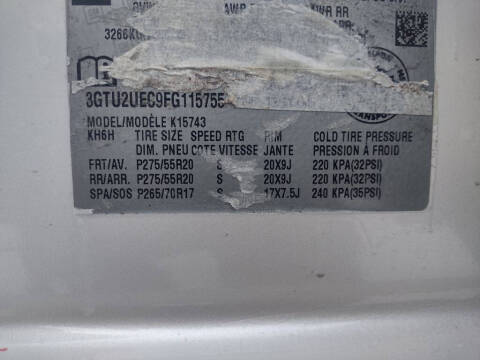 3GTU2UEC9FG115755
MODEL/MODÈLE K15743
KH6H TIRE SIZE SPEED RTG RIM COLD TIRE PRESSURE
DIM. PNEU COTE VITESSE JANTE PRESSION À FROID
FRT/AV. P275/55R20 S 20X9J 220 KPA(32PSI)
RR/ARR. P275/55R20 S 20X9J 220 KPA(32PSI)
SPA/SOS P265/70R17 17X7.5J 240 KPA(35PSI)